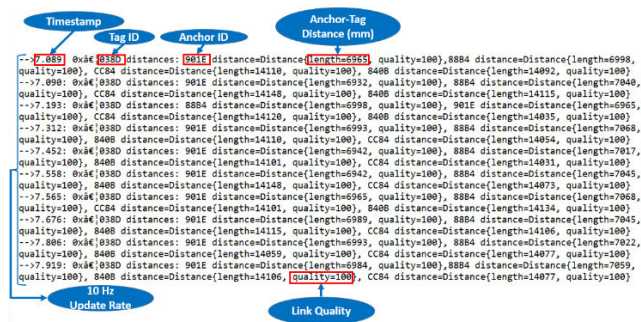 Timestamp
Tag ID
Anchor ID
Anchor-Tag
Distance (mm)
-->7.089: 0xâ€¦038D distances: 901E distance=Distance{length=6965, quality=100},88B4 distance=Distance{length=6998,
quality=100}, CC84 distance=Distance{length=14110, quality=100}, 840B distance=Distance{length=14092, quality=100}
-->7.090: 0xâ€¦038D distances: 901E distance=Distance{length=6932, quality=100}, 88B4 distance=Distance{length=7040,
quality=100}, CC84 distance=Distance{length=14148, quality=100}, 840B distance=Distance{length=14115, quality=100}
-->7.193: 0xâ€¦038D distances: 88B4 distance=Distance{length=6998, quality=100}, 901E distance=Distance{length=6965,
quality=100}, CC84 distance=Distance{length=14120, quality=100}, 840B distance=Distance{length=14035, quality=100}
-->7.312: 0xâ€¦038D distances: 901E distance=Distance{length=6993, quality=100}, 88B4 distance=Distance{length=7068,
quality=100}, 840B distance=Distance{length=14110, quality=100}, CC84 distance=Distance{length=14054, quality=100}
-->7.452: 0xâ€¦038D distances: 901E distance=Distance{length=6942, quality=100}, 88B4 distance=Distance{length=7017,
quality=100}, 840B distance=Distance{length=14101, quality=100}, CC84 distance=Distance{length=14031, quality=100}
-->7.558: 0xâ€¦038D distances: 901E distance=Distance{length=6942, quality=100}, 88B4 distance=Distance{length=7045,
quality=100}, 840B distance=Distance{length=14148, quality=100}, CC84 distance=Distance{length=14073, quality=100}
-->7.565: 0xâ€¦038D distances: 901E distance=Distance{length=6965, quality=100}, 88B4 distance=Distance{length=7068,
quality=100}, CC84 distance=Distance{length=14101, quality=100}, 840B distance=Distance{length=14134, quality=100}
-->7.676: 0xâ€¦038D distances: 901E distance=Distance{length=6989, quality=100}, 88B4 distance=Distance{length=7045,
quality=100}, 840B distance=Distance{length=14115, quality=100}, CC84 distance=Distance{length=14106, quality=100}
-->7.806: 0xâ€¦038D distances: 901E distance=Distance{length=6993, quality=100}, 88B4 distance=Distance{length=7022,
quality=100}, 840B distance=Distance{length=14059, quality=100}, CC84 distance=Distance{length=14077, quality=100}
-->7.919: 0xâ€¦038D distances: 901E distance=Distance{length=6984, quality=100},88B4 distance=Distance{length=7059,
quality=100}, 840B distance=Distance{length=14106, quality=100}, CC84 distance=Distance{length=14077, quality=100}
10 Hz
Update Rate
Link Quality